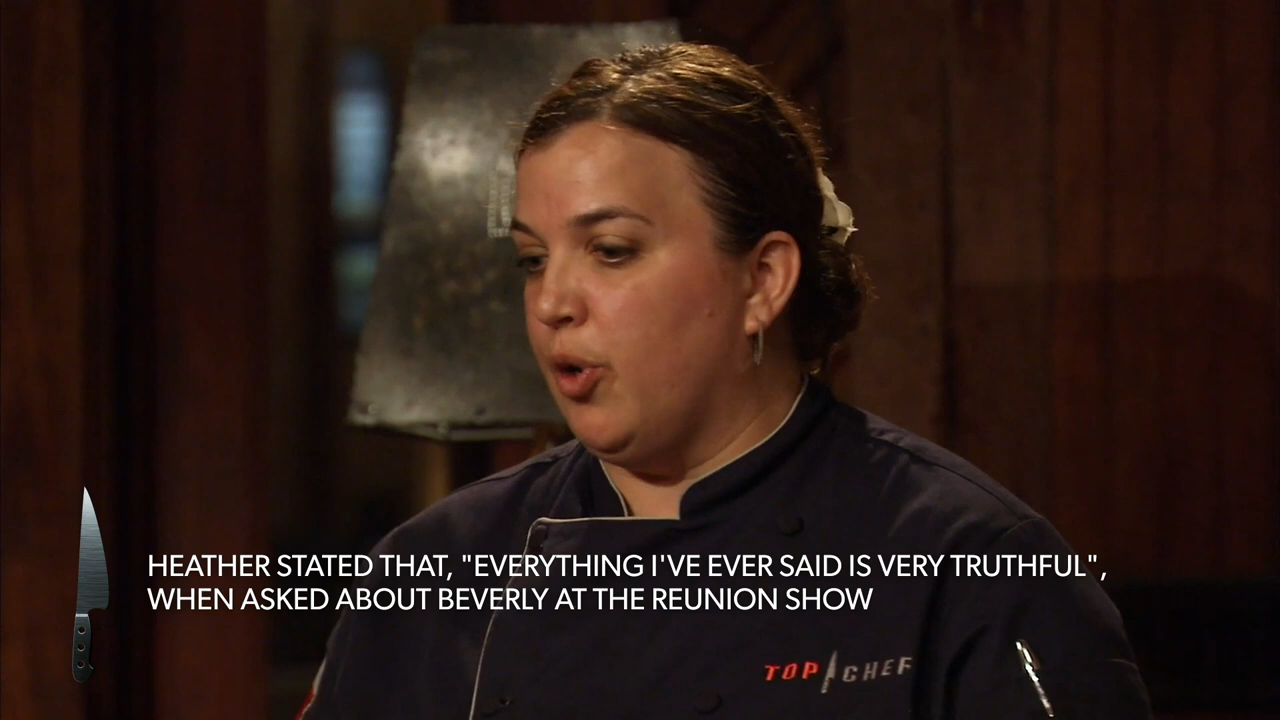 HEATHER STATED THAT, "EVERYTHING I'VE EVER SAID IS VERY TRUTHFUL",
WHEN ASKED ABOUT BEVERLY AT THE REUNION SHOW
TOP CHEF